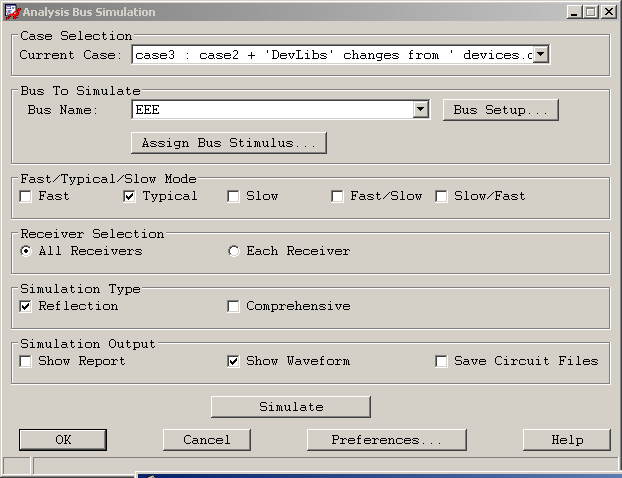 Analysis Bus Simulation
Case Selection
Current Case: case3 : case2 + 'DevLibs' changes from ' devices.
Bus To Simulate
Bus Name: EEE Bus Setup...
Assign Bus Stimulus...
Fast/Typical/Slow Mode
Fast Typical Slow Fast/Slow Slow/Fast
Receiver Selection
All Receivers Each Receiver
Simulation Type
Reflection Comprehensive
Simulation Output
Show Report Show Waveform Save Circuit Files
Simulate
OK Cancel Preferences... Help